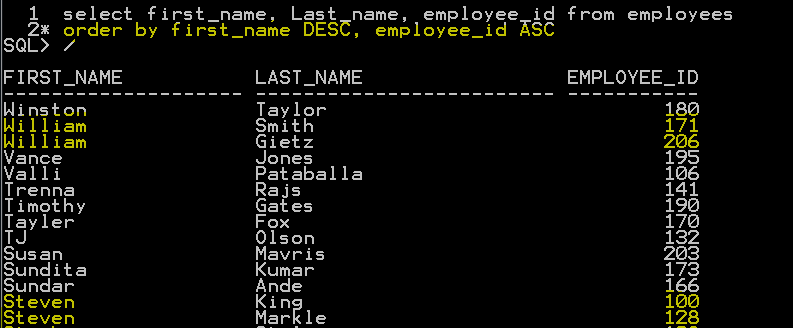 1 select first_name, Last_name, employee_id from employees
2* order by first_name DESC, employee_id ASC
SQL> /
FIRST_NAME LAST_NAME EMPLOYEE_ID
-------------------- ------------------------- -----------
Winston Taylor 180
William Smith 171
William Gietz 206
Vance Jones 195
Valli Pataballa 106
Trenna Rajs 141
Timothy Gates 190
Tayler Fox 170
TJ Olson 132
Susan Mavris 203
Sundita Kumar 173
Sundar Ande 166
Steven King 100
Steven Markle 128